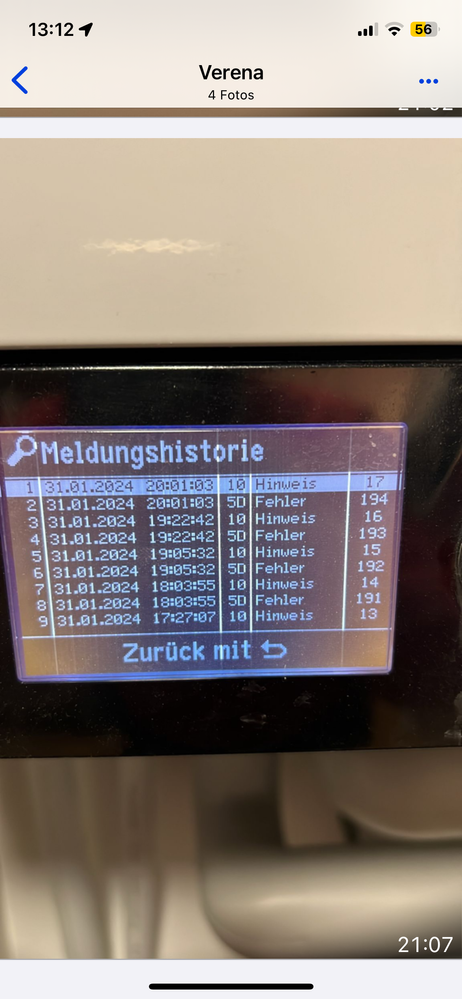 13:12
56
Verena
4 Fotos
Meldungshistorie
1 31.01.2024 20:01:03 10 Hinweis 17
2 31.01.2024 20:01:03 5D Fehler 194
3 31.01.2024 19:22:42 10 Hinweis 16
4 31.01.2024 19:22:42 5D Fehler 193
5 31.01.2024 19:05:32 10 Hinweis 15
6 31.01.2024 19:05:32 5D Fehler 192
7 31.01.2024 18:03:55 10 Hinweis 14
8 31.01.2024 18:03:55 5D Fehler 191
9 31.01.2024 17:27:07 10 Hinweis 13
Zurück mit
21:07